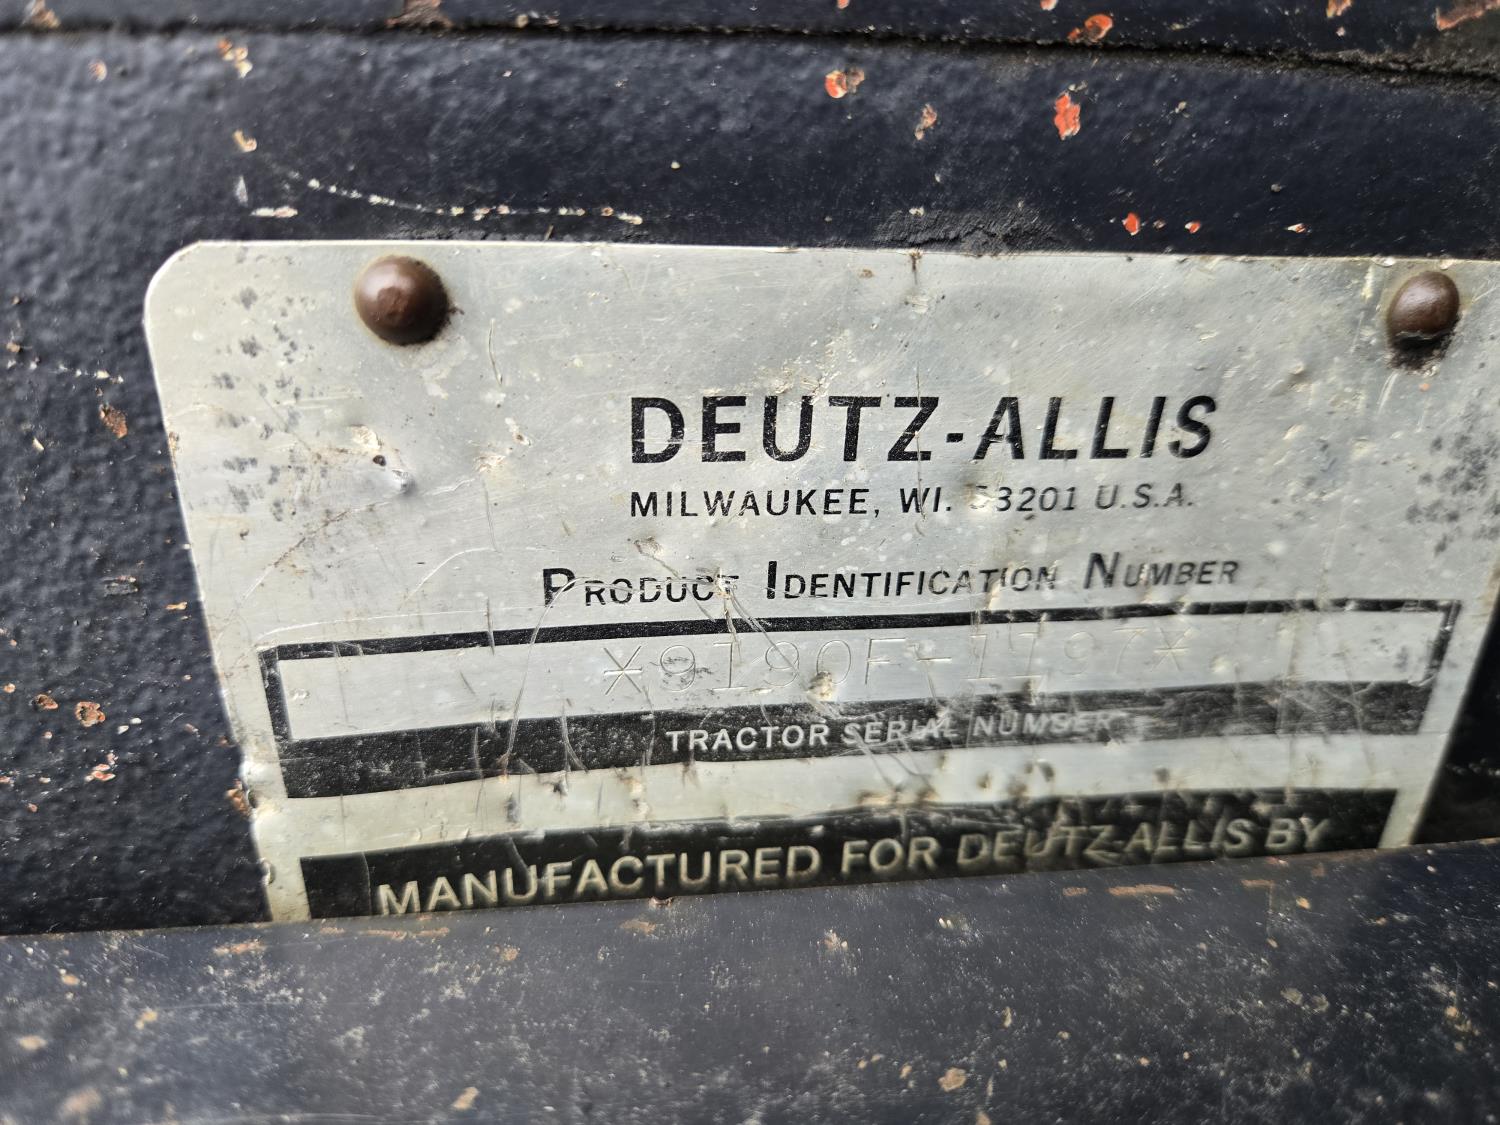 DEUTZ-ALLIS
MILWAUKEE, WI. 53201 U.S.A.
PRODUCT IDENTIFICATION NUMBER
*9190F-1197*
TRACTOR SERIAL NUMBER
MANUFACTURED FOR DEUTZ-ALLIS BY